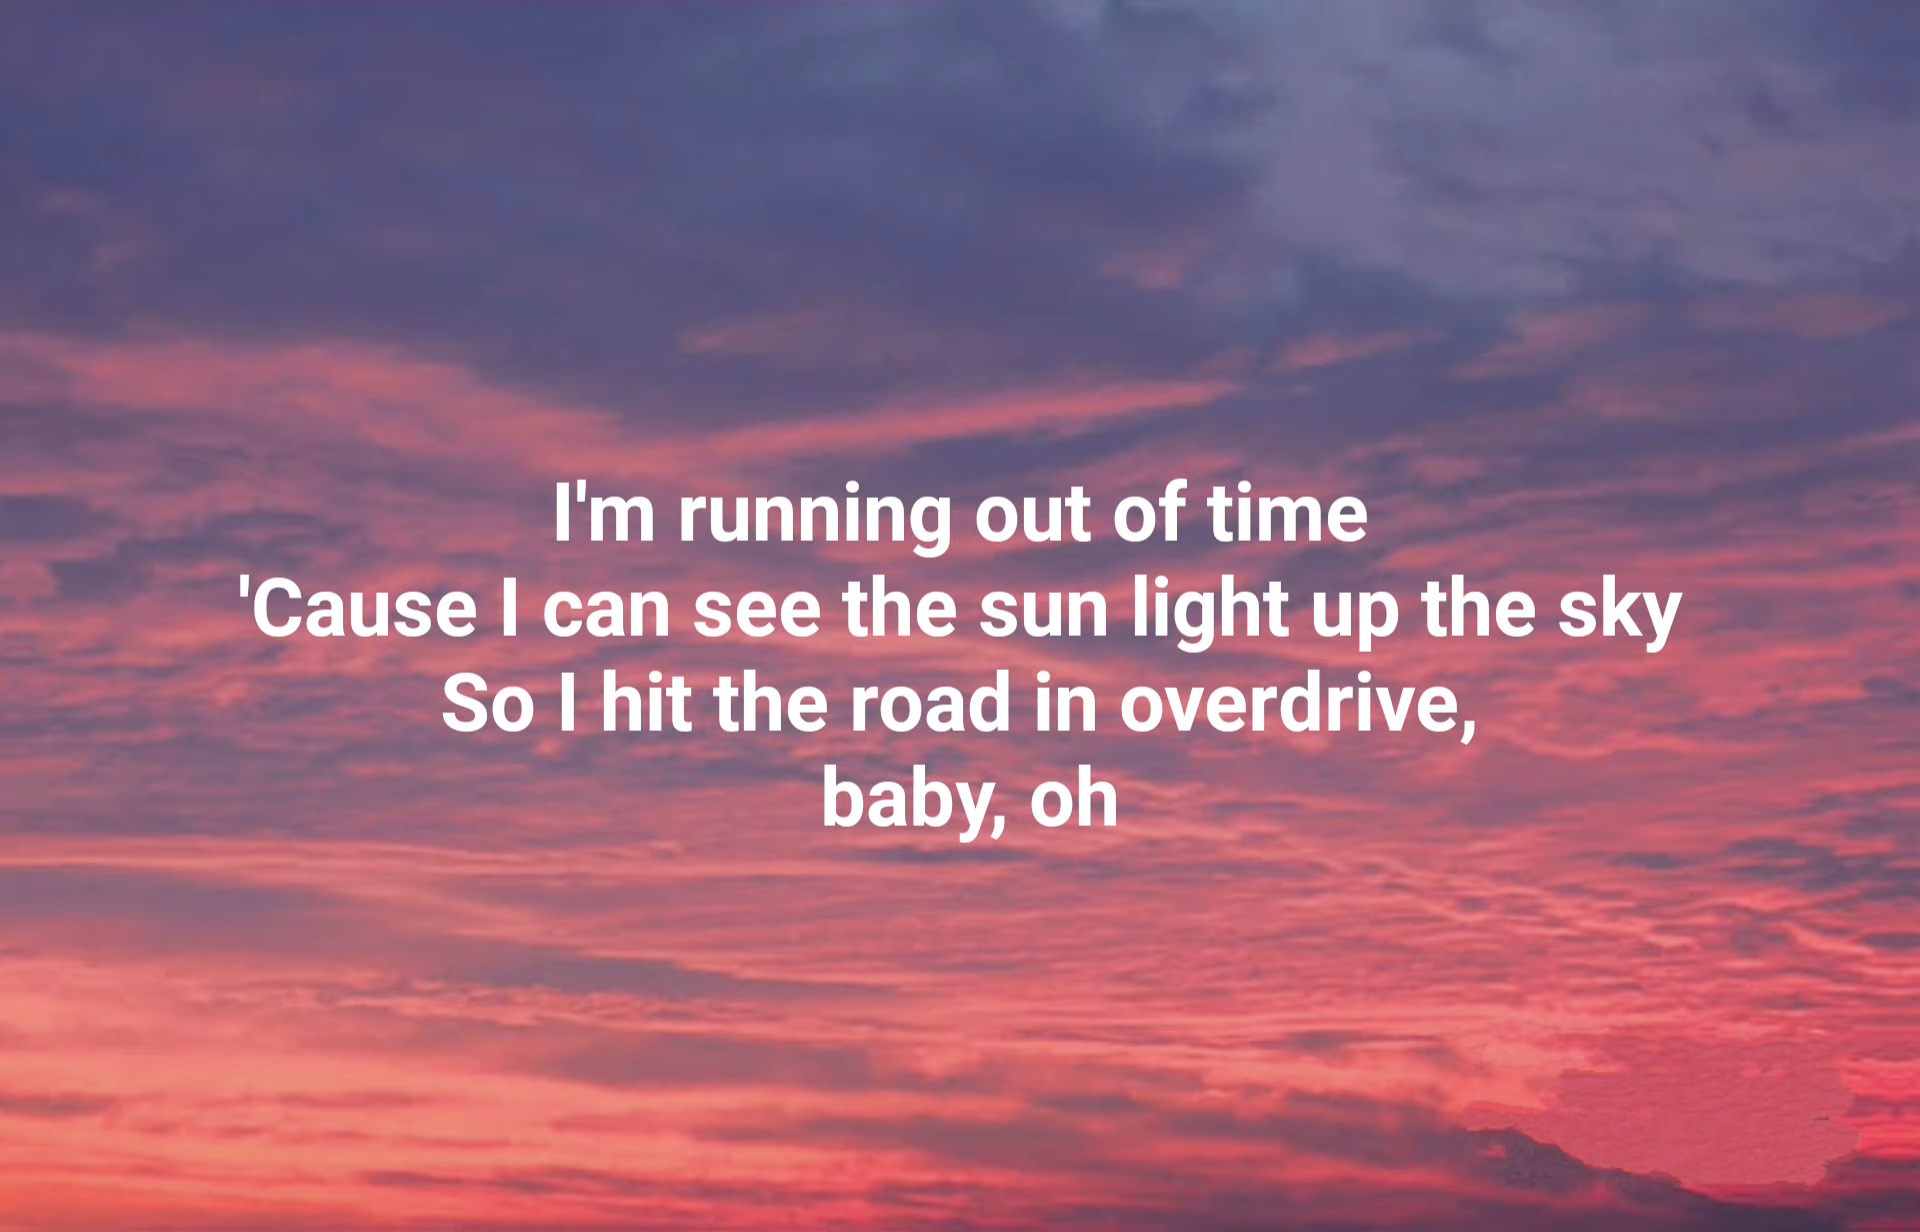 I'm running out of time
'Cause I can see the sun light up the sky
So I hit the road in overdrive,
baby, oh